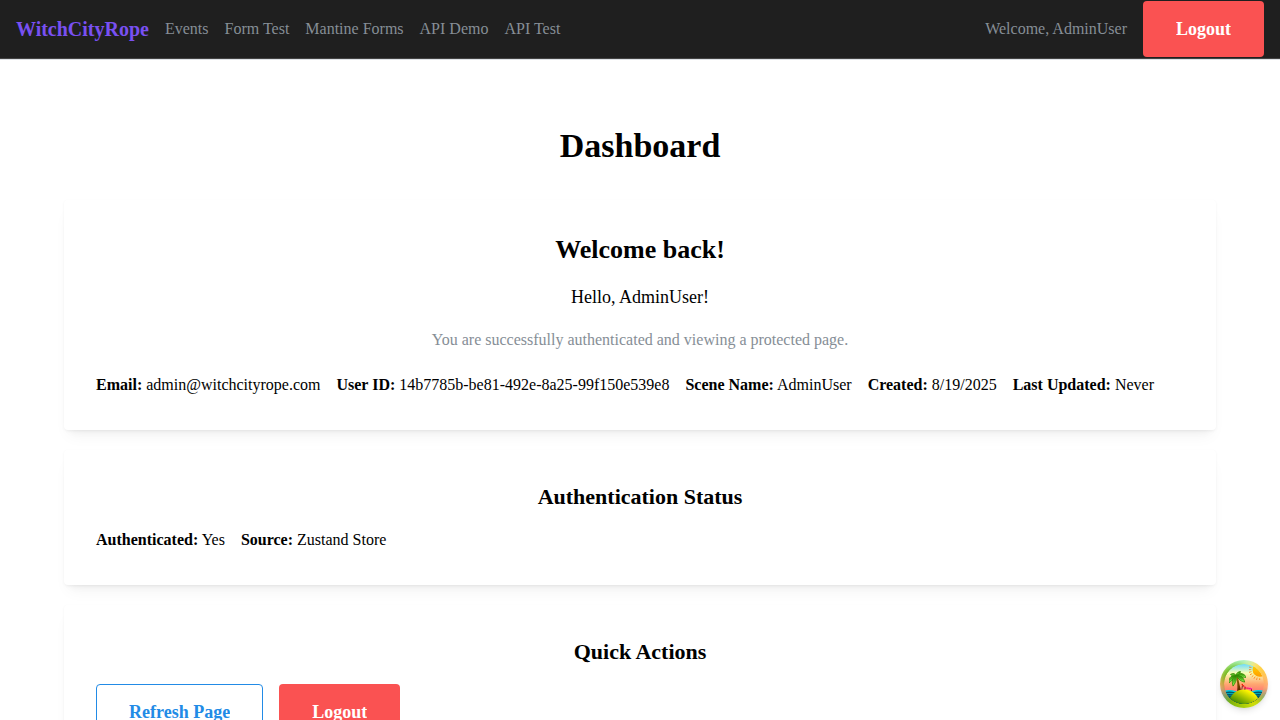 WitchCityRope Events Form Test Mantine Forms API Demo API Test Welcome, AdminUser Logout
Dashboard
Welcome back!
Hello, AdminUser!
You are successfully authenticated and viewing a protected page.
Email: admin@witchcityrope.com User ID: 14b7785b-be81-492e-8a25-99f150e539e8 Scene Name: AdminUser Created: 8/19/2025 Last Updated: Never
Authentication Status
Authenticated: Yes Source: Zustand Store
Quick Actions
Refresh Page Logout